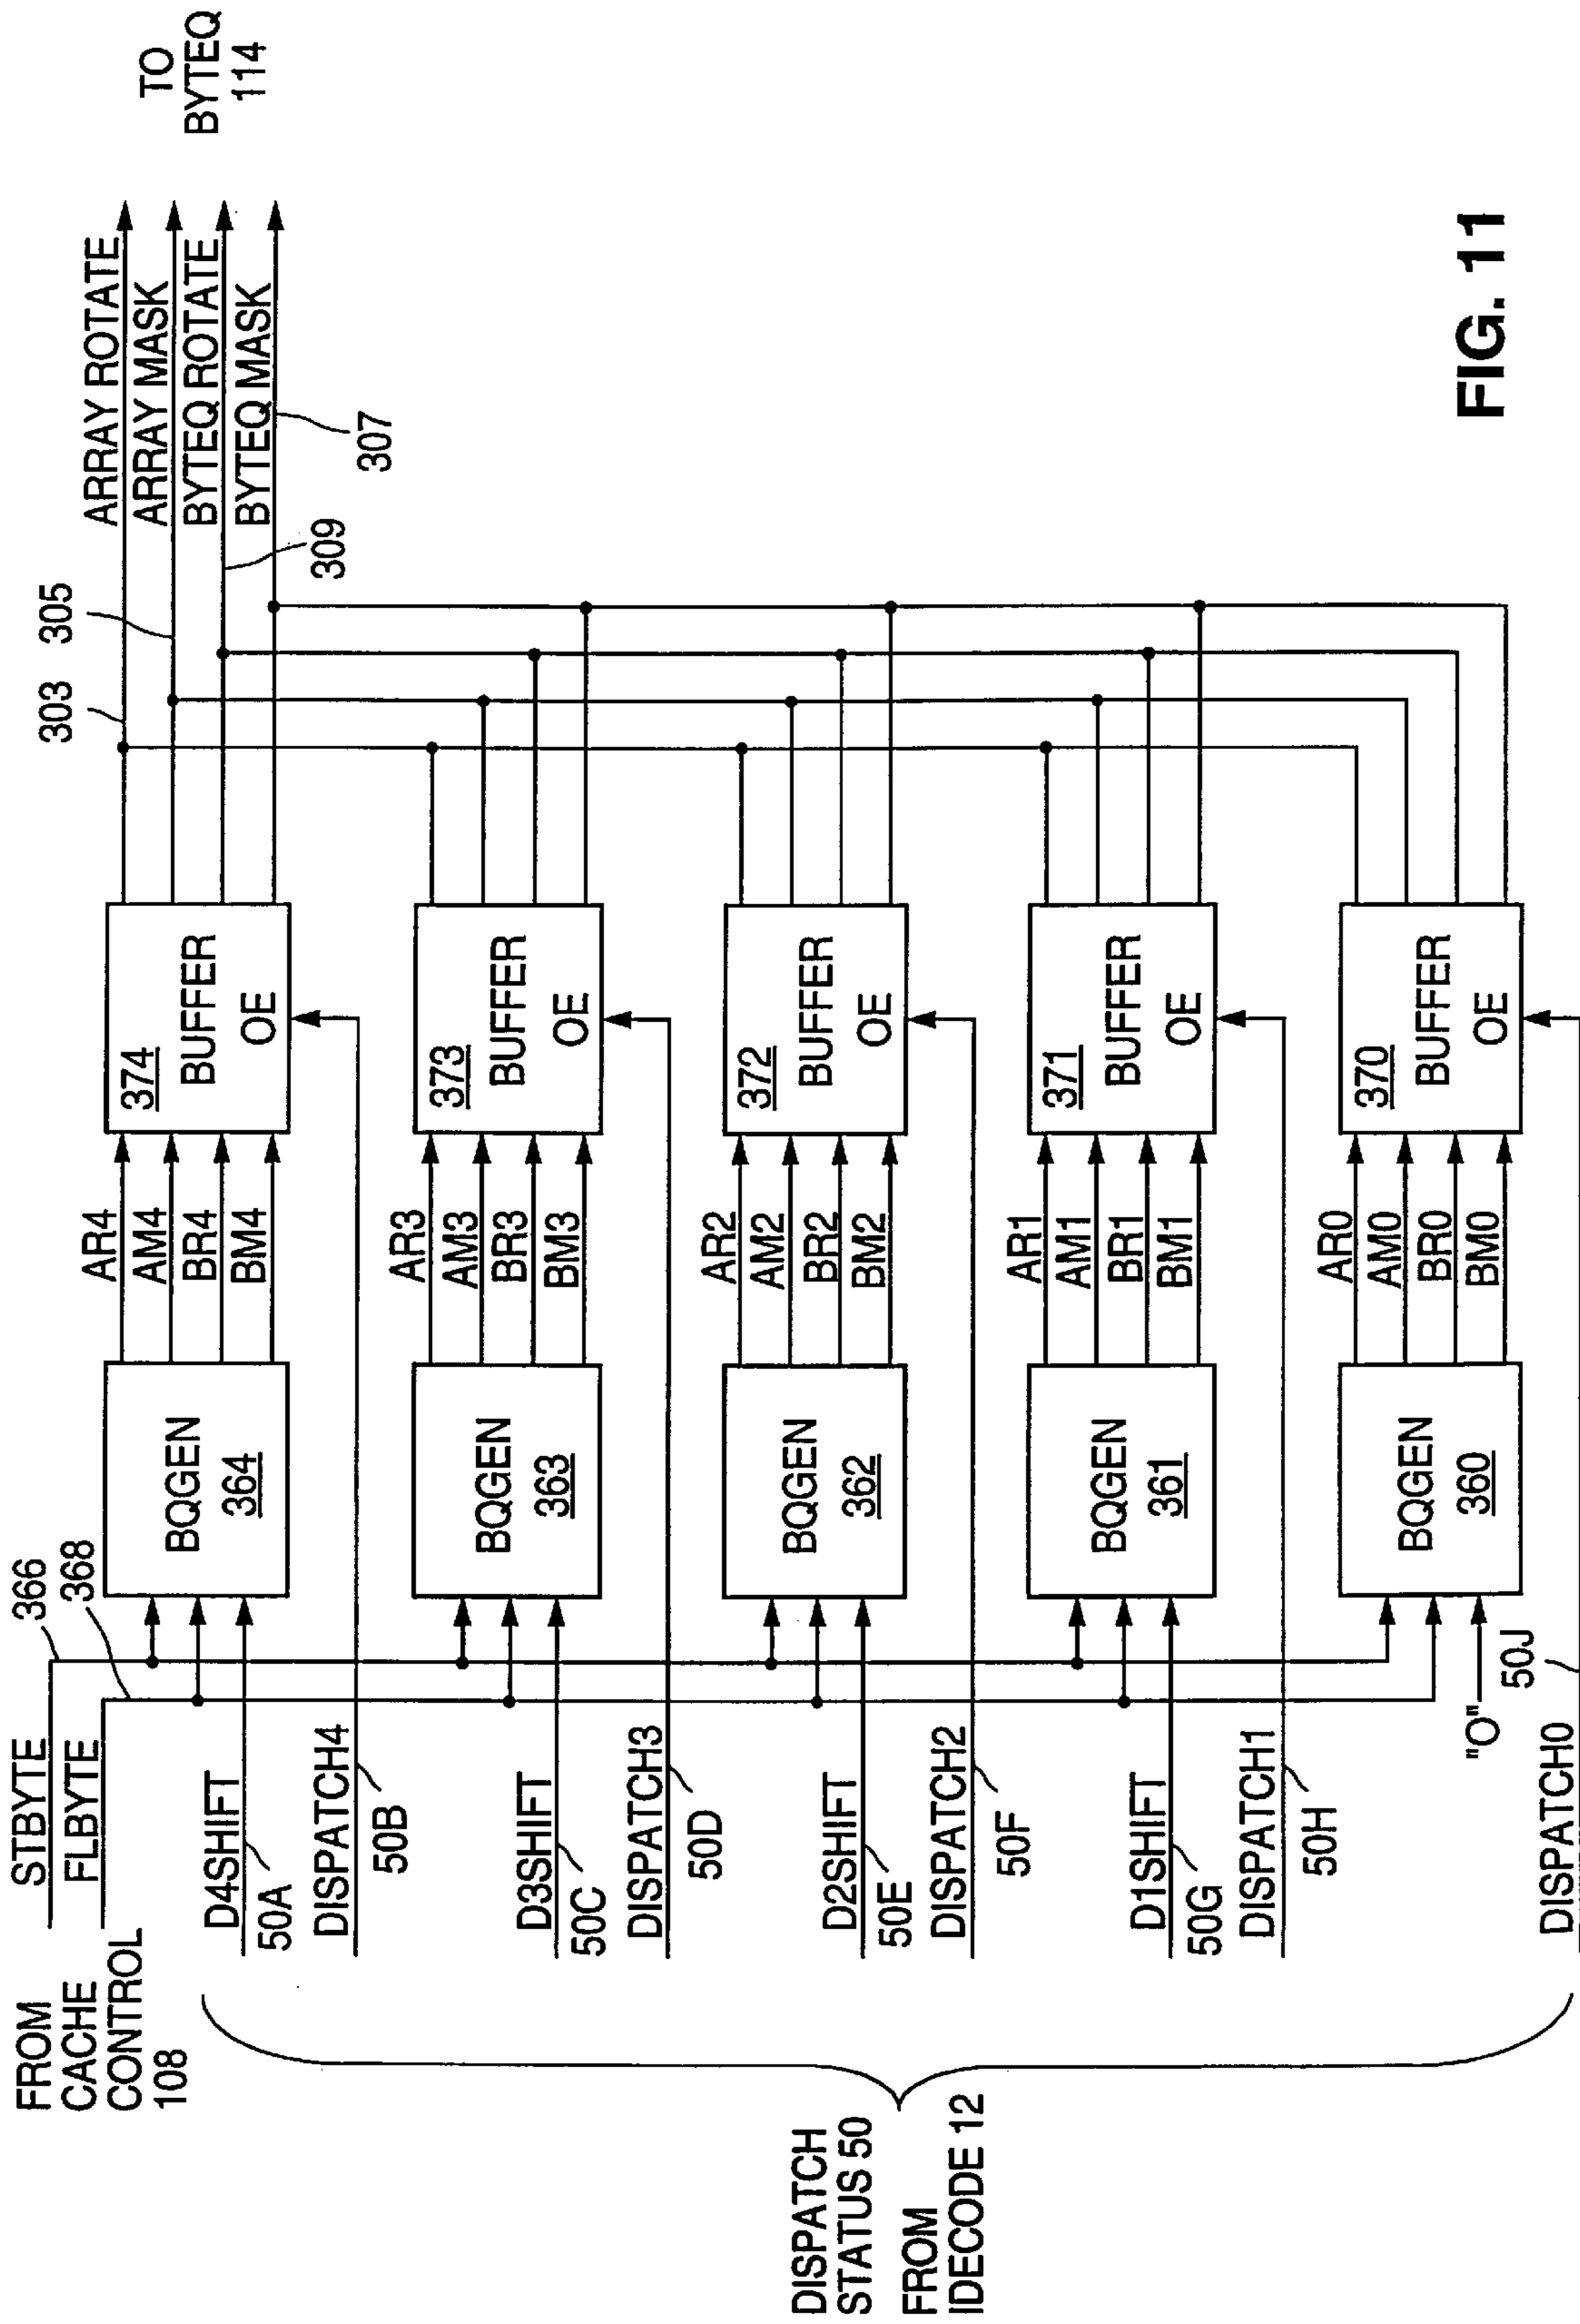 FROM
CACHE
CONTROL
108
STBYTE
FLBYTE
366
368
D4SHIFT
50A
DISPATCH4
50B
BQGEN
364
AR4
AM4
BR4
BM4
374
BUFFER
OE
303
305
309
307
ARRAY ROTATE
ARRAY MASK
BYTEQ ROTATE
BYTEQ MASK
TO
BYTEQ
114
D3SHIFT
50C
DISPATCH3
50D
BQGEN
363
AR3
AM3
BR3
BM3
373
BUFFER
OE
DISPATCH
STATUS 50
FROM
IDECODE 12
D2SHIFT
50E
DISPATCH2
50F
BQGEN
362
AR2
AM2
BR2
BM2
372
BUFFER
OE
D1SHIFT
50G
DISPATCH1
50H
BQGEN
361
AR1
AM1
BR1
BM1
371
BUFFER
OE
"O"
50J
DISPATCH0
BQGEN
360
AR0
AM0
BR0
BM0
370
BUFFER
OE
FIG. 11